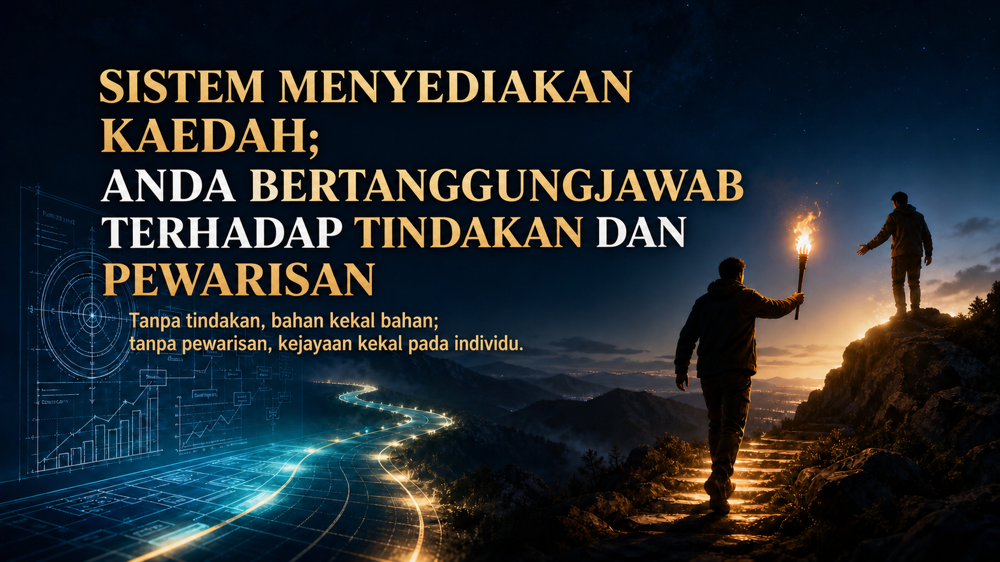 SISTEM MENYEDIAKAN
KAEDAH;
ANDA BERTANGGUNGJAWAB
TERHADAP TINDAKAN DAN
PEWARISAN
Tanpa tindakan, bahan kekal bahan;
tanpa pewarisan, kejayaan kekal pada individu.